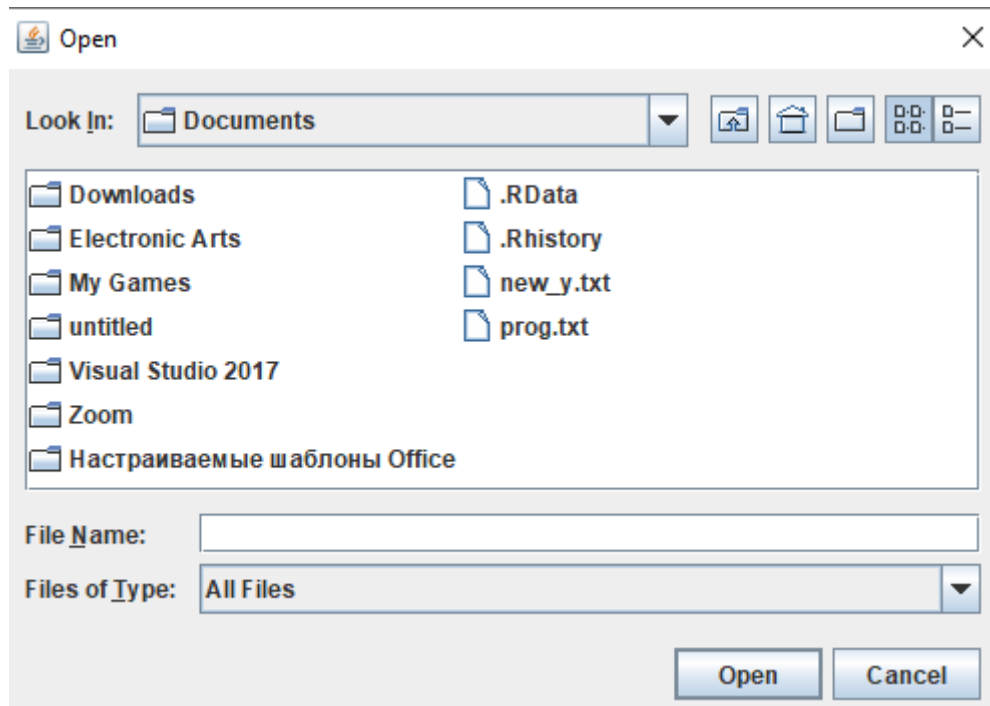 Open
Look In: Documents
Downloads
Electronic Arts
My Games
untitled
Visual Studio 2017
Zoom
Настраиваемые шаблоны Office
.RData
.Rhistory
new_y.txt
prog.txt
File Name:
Files of Type: All Files
Open Cancel